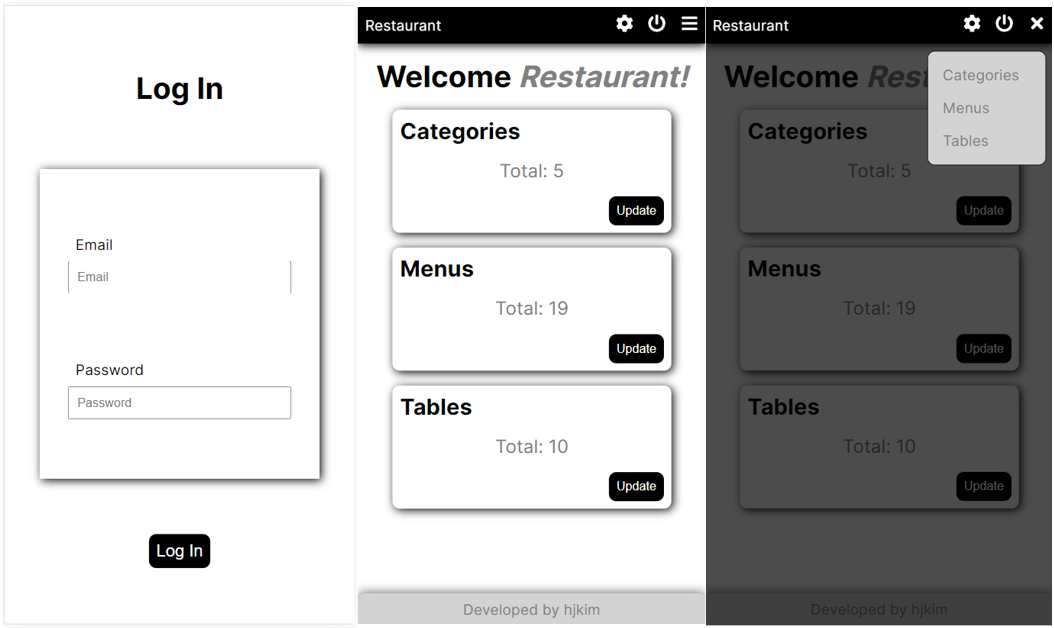 Log In
Email
Email
Password
Password
Log In
Restaurant
Welcome Restaurant!
Categories
Total: 5
Update
Menus
Total: 19
Update
Tables
Total: 10
Update
Developed by hjkim
Restaurant
Welcome Rest
Categories
Menus
Tables
Categories
Total: 5
Update
Menus
Total: 19
Update
Tables
Total: 10
Update
Developed by hjkim